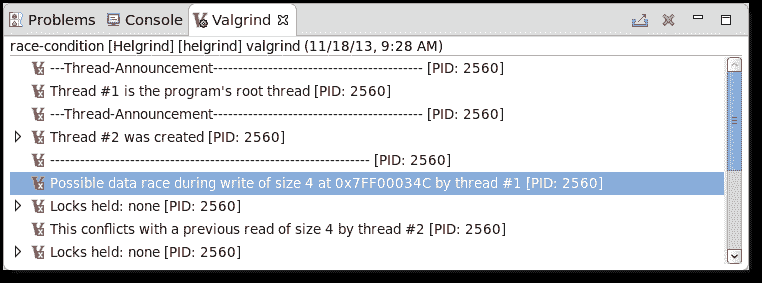 Problems Console Valgrind
race-condition [Helgrind] [helgrind] valgrind (11/18/13, 9:28 AM)
---Thread-Announcement------------------------------------------ [PID: 2560]
Thread #1 is the program's root thread [PID: 2560]
---Thread-Announcement------------------------------------------ [PID: 2560]
Thread #2 was created [PID: 2560]
---------------------------------------------------------------- [PID: 2560]
Possible data race during write of size 4 at 0x7FF00034C by thread #1 [PID: 2560]
Locks held: none [PID: 2560]
This conflicts with a previous read of size 4 by thread #2 [PID: 2560]
Locks held: none [PID: 2560]